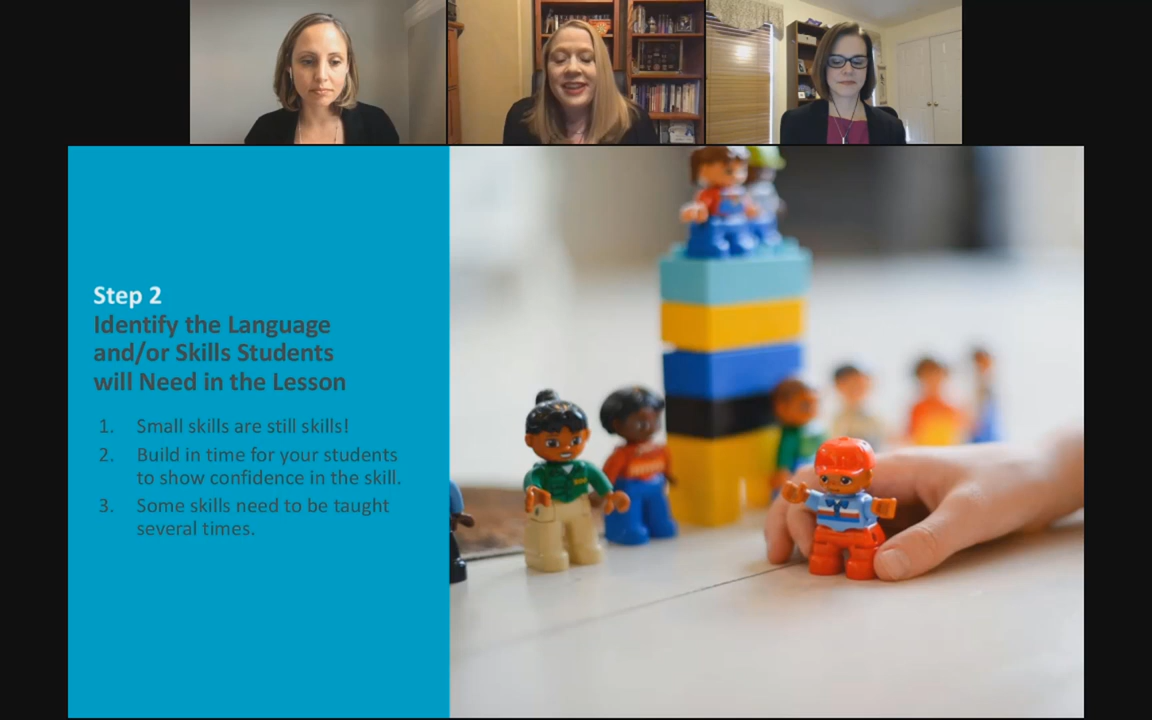 Step 2
Identify the Language
and/or Skills Students
will Need in the Lesson
1. Small skills are still skills!
2. Build in time for your students
to show confidence in the skill.
3. Some skills need to be taught
several times.